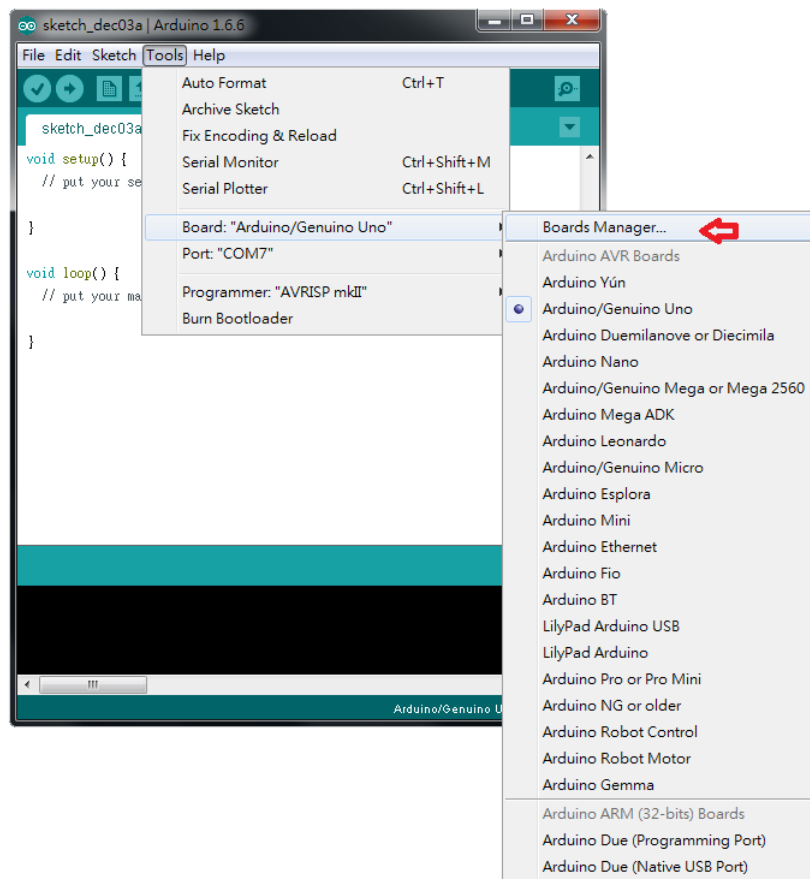 sketch_dec03a | Arduino 1.6.6
File Edit Sketch Tools Help
Auto Format Ctrl+T
Archive Sketch
Fix Encoding & Reload
Serial Monitor Ctrl+Shift+M
Serial Plotter Ctrl+Shift+L
Board: "Arduino/Genuino Uno"
Port: "COM7"
Programmer: "AVRISP mkII"
Burn Bootloader
sketch_dec03a
void setup() {
// put your se
}
void loop() {
// put your ma
}
Arduino/Genuino U
Boards Manager...
Arduino AVR Boards
Arduino Yún
Arduino/Genuino Uno
Arduino Duemilanove or Diecimila
Arduino Nano
Arduino/Genuino Mega or Mega 2560
Arduino Mega ADK
Arduino Leonardo
Arduino/Genuino Micro
Arduino Esplora
Arduino Mini
Arduino Ethernet
Arduino Fio
Arduino BT
LilyPad Arduino USB
LilyPad Arduino
Arduino Pro or Pro Mini
Arduino NG or older
Arduino Robot Control
Arduino Robot Motor
Arduino Gemma
Arduino ARM (32-bits) Boards
Arduino Due (Programming Port)
Arduino Due (Native USB Port)